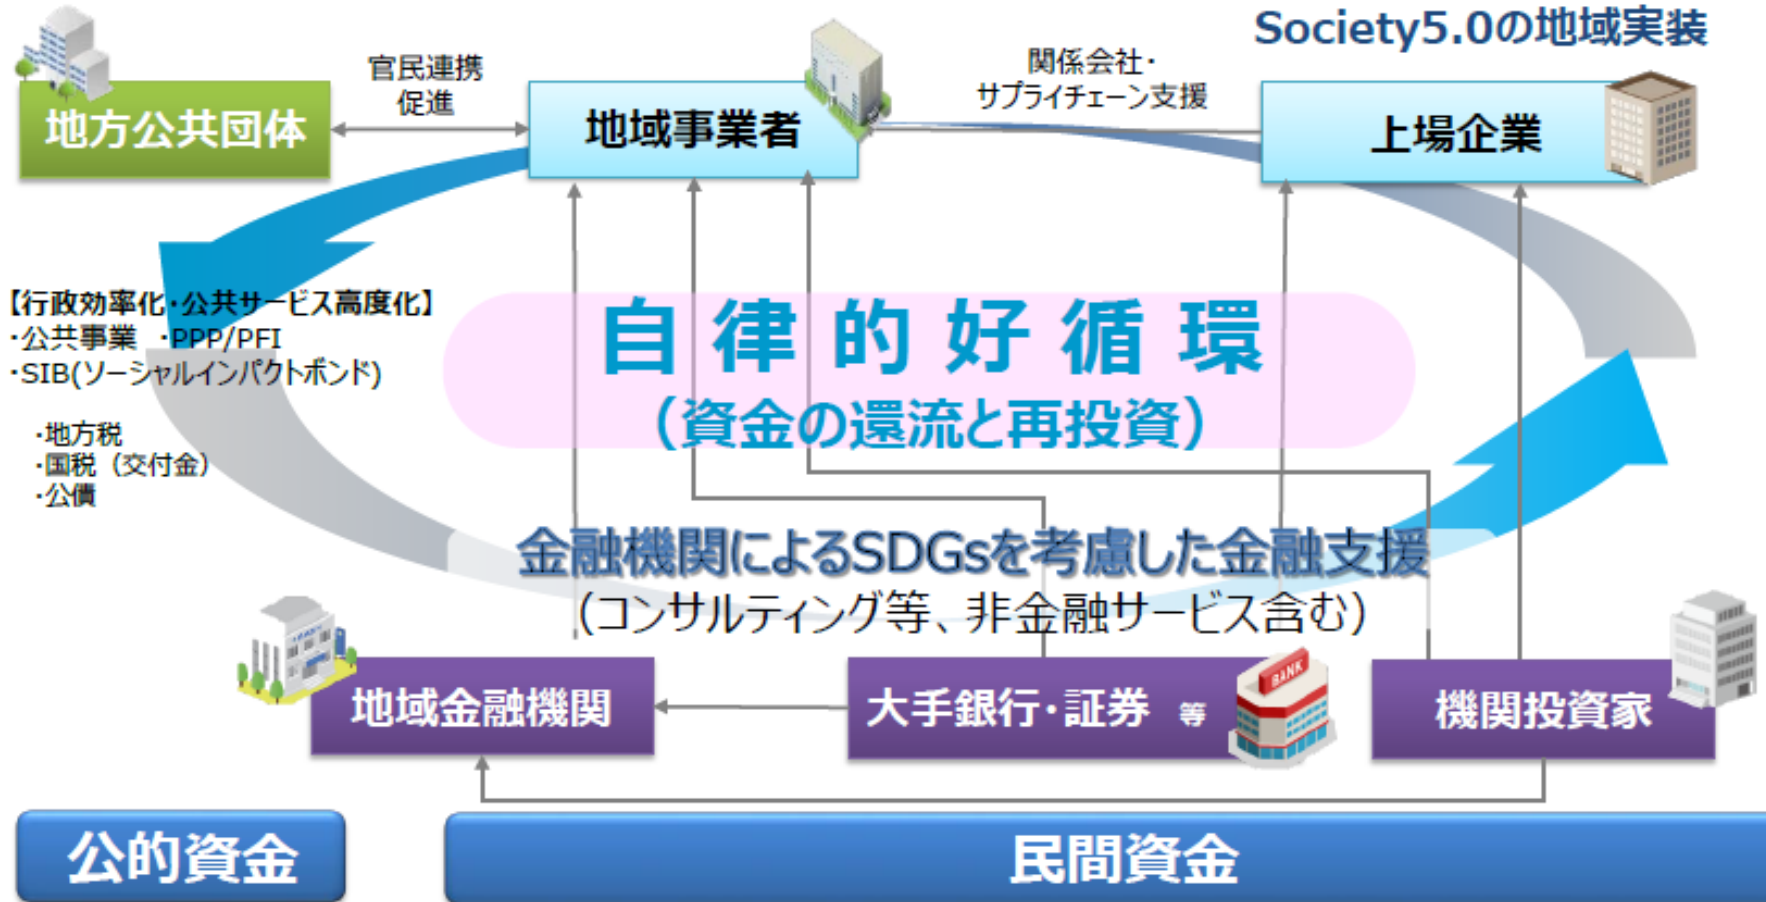 Society5.0の地域実装
官民連携
促進
関係会社・
サプライチェーン支援
地方公共団体
地域事業者
上場企業
【行政効率化・公共サービス高度化】
・公共事業 ・PPP/PFI
・SIB(ソーシャルインパクトボンド)
・地方税
・国税（交付金）
・公債
自律的好循環
（資金の還流と再投資）
金融機関によるSDGsを考慮した金融支援
(コンサルティング等、非金融サービス含む)
地域金融機関
大手銀行・証券 等
BANK
機関投資家
公的資金
民間資金